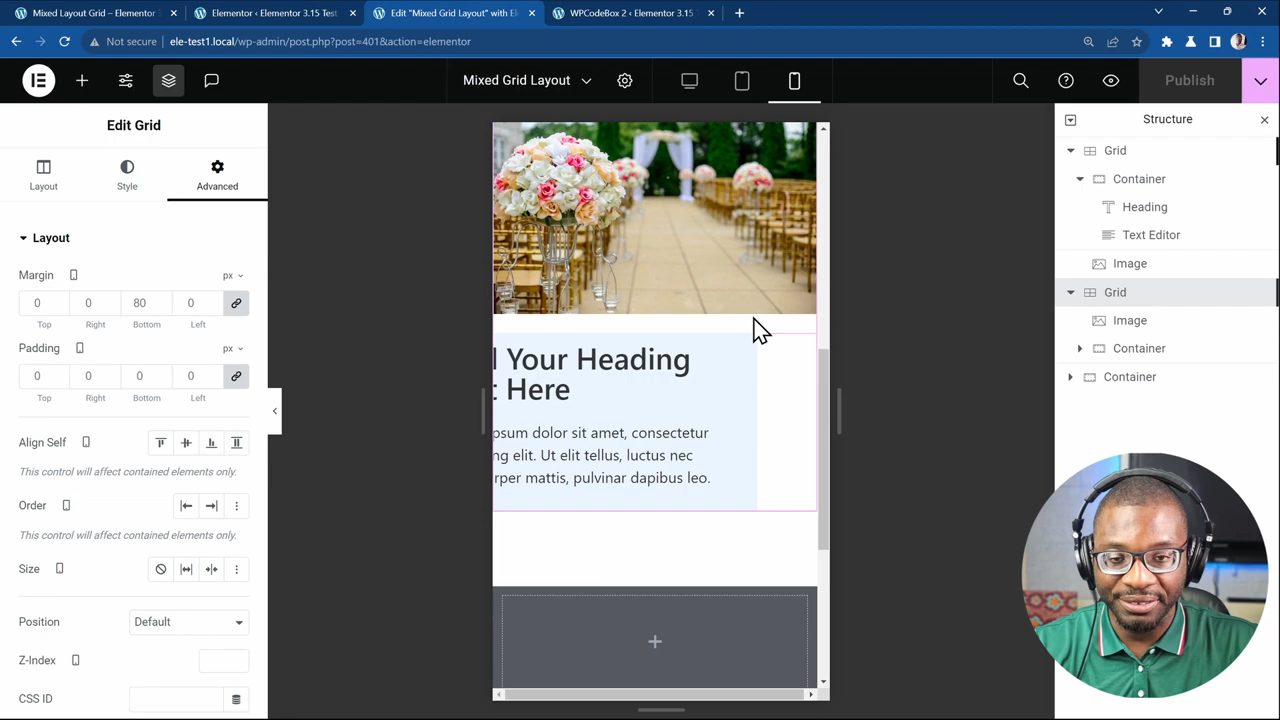 Mixed Layout Grid – Elementor 3
Elementor ‹ Elementor 3.15 Test
Edit "Mixed Grid Layout" with El
WPCodeBox 2 ‹ Elementor 3.15 T
Not secure
ele-test1.local/wp-admin/post.php?post=401&action=elementor
Mixed Grid Layout
Publish
Edit Grid
Layout
Style
Advanced
Layout
Margin
px
0
0
80
0
Top
Right
Bottom
Left
Padding
px
0
0
0
0
Top
Right
Bottom
Left
Align Self
This control will affect contained elements only.
Order
This control will affect contained elements only.
Size
Position
Default
Z-Index
CSS ID
Your Heading
Here
psum dolor sit amet, consectetur
ng elit. Ut elit tellus, luctus nec
rper mattis, pulvinar dapibus leo.
Structure
Grid
Container
Heading
Text Editor
Image
Grid
Image
Container
Container